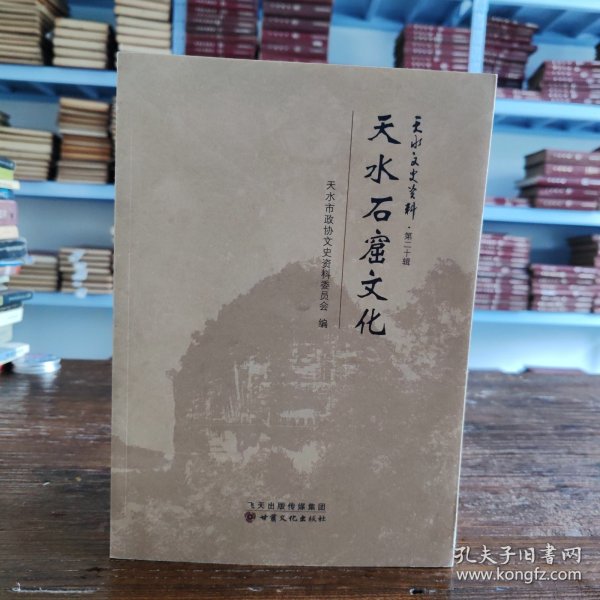 天水文史资料·第二十辑
天水石窟文化
天水市政协文史资料委员会 编
飞天出版传媒集团
甘肃文化出版社
孔夫子旧书网
www.kongfz.com